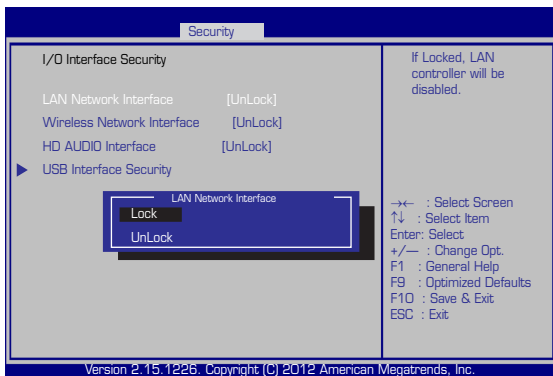 Security
I/O Interface Security
LAN Network Interface [UnLock]
Wireless Network Interface [UnLock]
HD AUDIO Interface [UnLock]
USB Interface Security
LAN Network Interface
Lock
UnLock
If Locked, LAN
controller will be
disabled.
→← : Select Screen
↑↓ : Select Item
Enter: Select
+/— : Change Opt.
F1 : General Help
F9 : Optimized Defaults
F10 : Save & Exit
ESC : Exit
Version 2.15.1226. Copyright (C) 2012 American Megatrends, Inc.